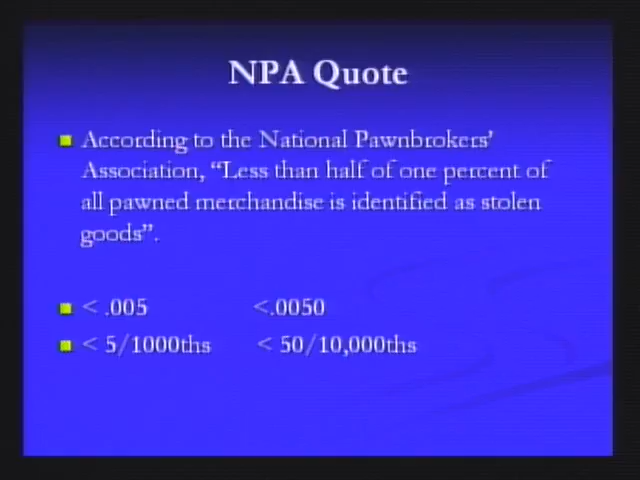 NPA Quote
According to the National Pawnbrokers'
Association, “Less than half of one percent of
all pawned merchandise is identified as stolen
goods”.
< .005 <.0050
< 5/1000ths < 50/10,000ths